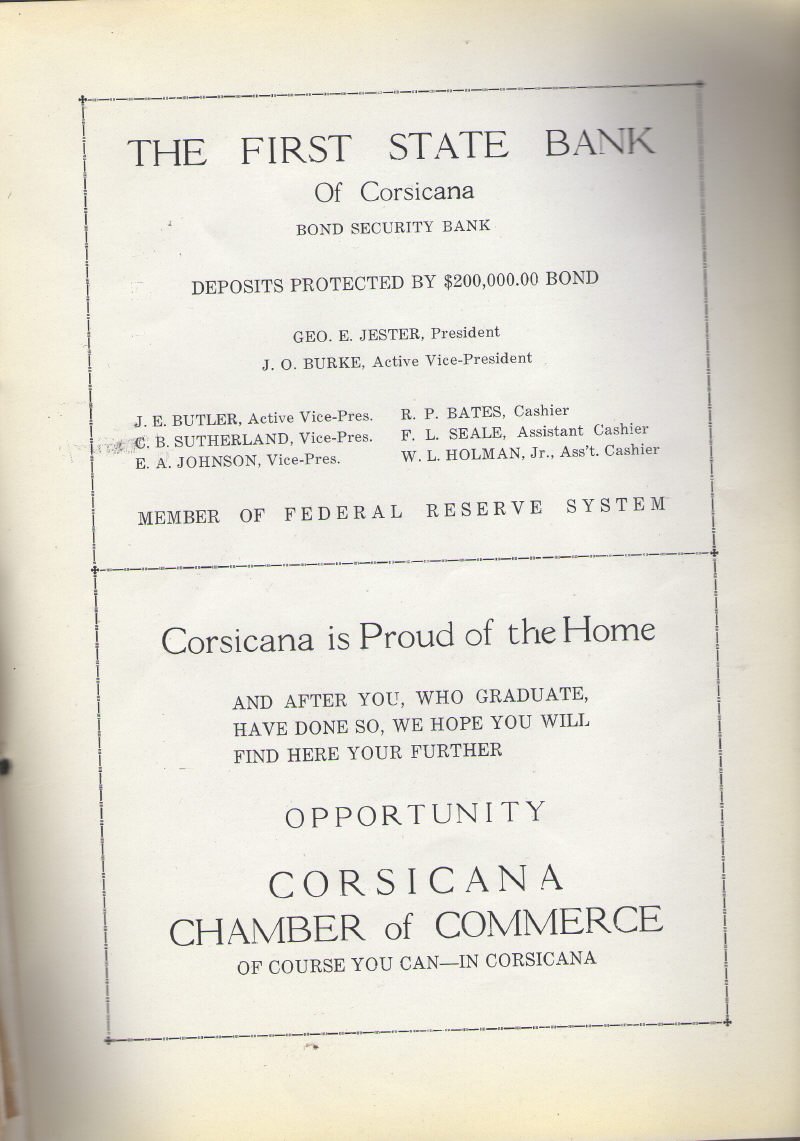 THE FIRST STATE BANK
Of Corsicana
BOND SECURITY BANK
DEPOSITS PROTECTED BY $200,000.00 BOND
GEO. E. JESTER, President
J. O. BURKE, Active Vice-President
J. E. BUTLER, Active Vice-Pres.
C. B. SUTHERLAND, Vice-Pres.
E. A. JOHNSON, Vice-Pres.
R. P. BATES, Cashier
F. L. SEALE, Assistant Cashier
W. L. HOLMAN, Jr., Ass't. Cashier
MEMBER OF FEDERAL RESERVE SYSTEM
Corsicana is Proud of the Home
AND AFTER YOU, WHO GRADUATE,
HAVE DONE SO, WE HOPE YOU WILL
FIND HERE YOUR FURTHER
OPPORTUNITY
CORSICANA
CHAMBER of COMMERCE
OF COURSE YOU CAN—IN CORSICANA